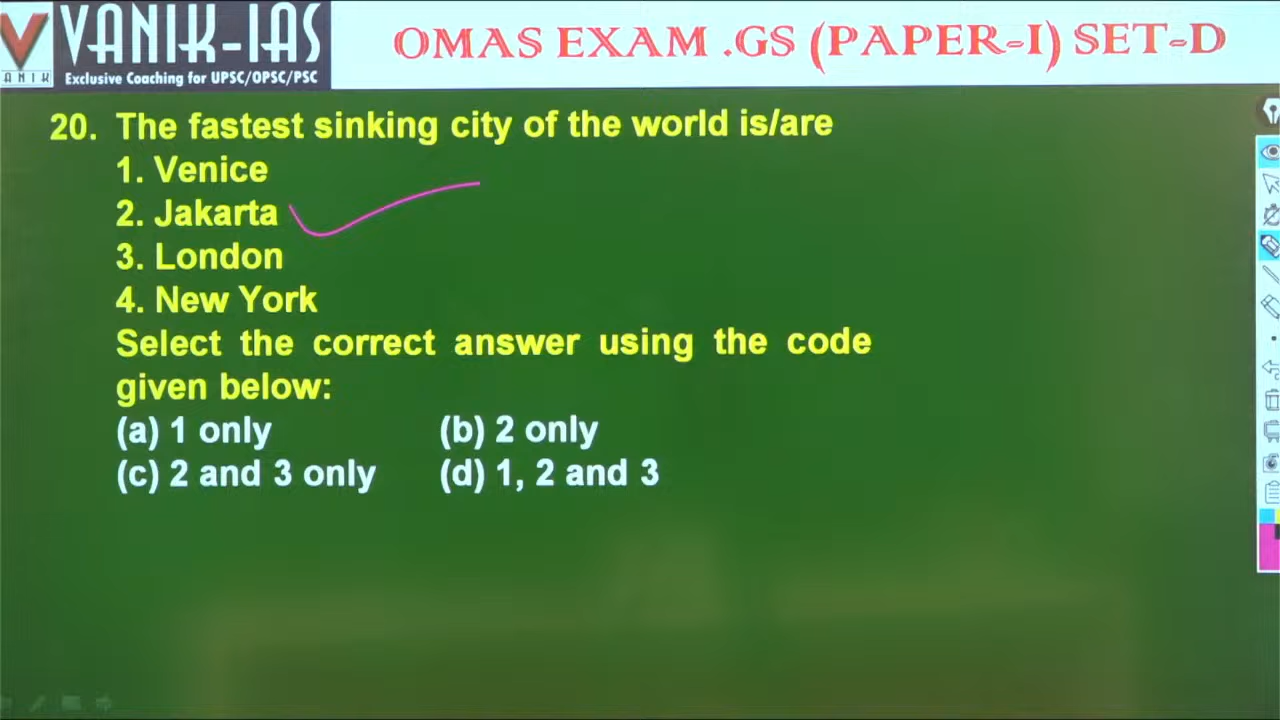 VANIK-IAS
VANIK
Exclusive Coaching for UPSC/OPSC/PSC
OMAS EXAM .GS (PAPER-I) SET-D
20. The fastest sinking city of the world is/are
1. Venice
2. Jakarta
3. London
4. New York
Select the correct answer using the code
given below:
(a) 1 only (b) 2 only
(c) 2 and 3 only (d) 1, 2 and 3